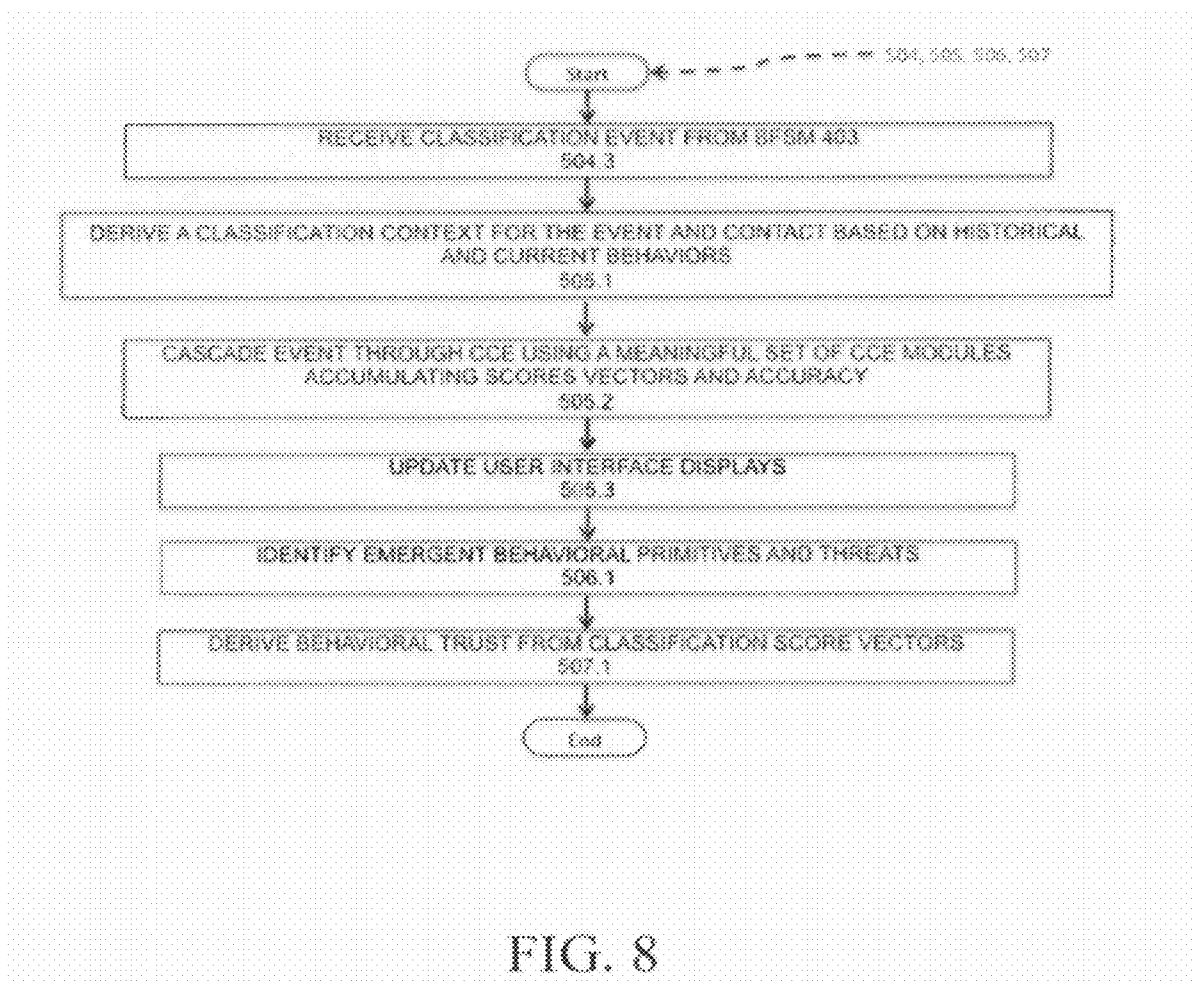 Start
504, 505, 506, 507
RECEIVE CLASSIFICATION EVENT FROM BFSM 403
504.3
DERIVE A CLASSIFICATION CONTEXT FOR THE EVENT AND CONTACT BASED ON HISTORICAL
AND CURRENT BEHAVIORS
505.1
CASCADE EVENT THROUGH CCE USING A MEANINGFUL SET OF CCE MODULES
ACCUMULATING SCORES VECTORS AND ACCURACY
505.2
UPDATE USER INTERFACE DISPLAYS
505.3
IDENTIFY EMERGENT BEHAVIORAL PRIMITIVES AND THREATS
506.1
DERIVE BEHAVIORAL TRUST FROM CLASSIFICATION SCORE VECTORS
507.1
End
FIG. 8